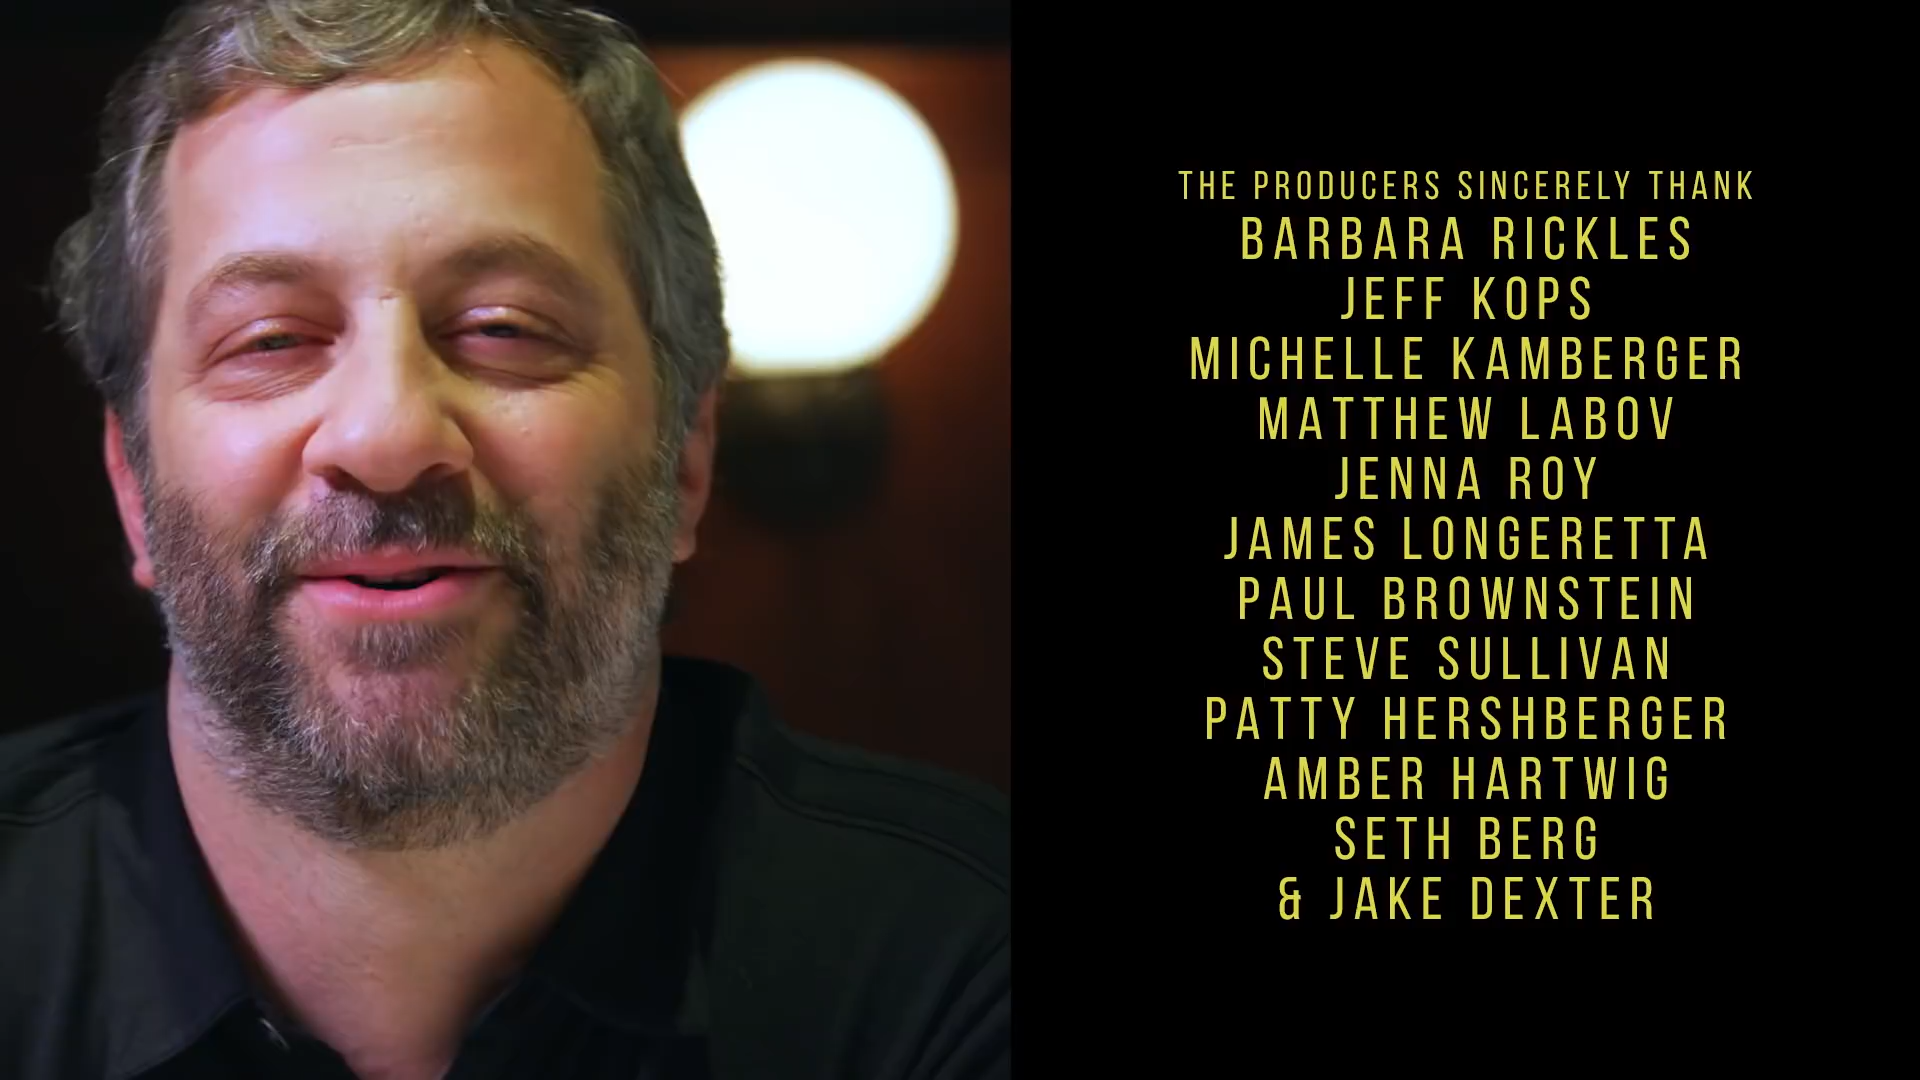 THE PRODUCERS SINCERELY THANK
BARBARA RICKLES
JEFF KOPS
MICHELLE KAMBERGER
MATTHEW LABOV
JENNA ROY
JAMES LONGERETTA
PAUL BROWNSTEIN
STEVE SULLIVAN
PATTY HERSHBERGER
AMBER HARTWIG
SETH BERG
& JAKE DEXTER